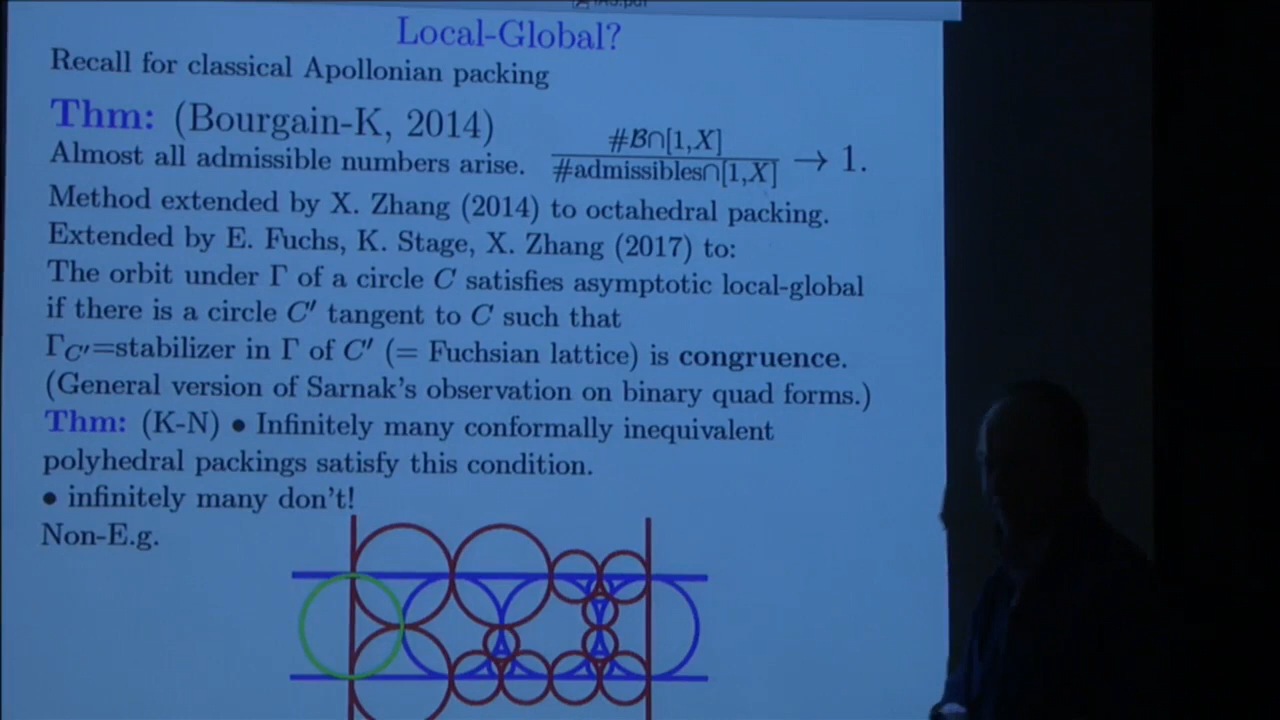 Local-Global?
Recall for classical Apollonian packing
Thm: (Bourgain-K, 2014)
Almost all admissible numbers arise. #ℬ∩[1,X] / #admissibles∩[1,X] → 1.
Method extended by X. Zhang (2014) to octahedral packing.
Extended by E. Fuchs, K. Stage, X. Zhang (2017) to:
The orbit under Γ of a circle C satisfies asymptotic local-global
if there is a circle C′ tangent to C such that
Γ_C′=stabilizer in Γ of C′ (= Fuchsian lattice) is congruence.
(General version of Sarnak's observation on binary quad forms.)
Thm: (K-N) • Infinitely many conformally inequivalent
polyhedral packings satisfy this condition.
• infinitely many don't!
Non-E.g.